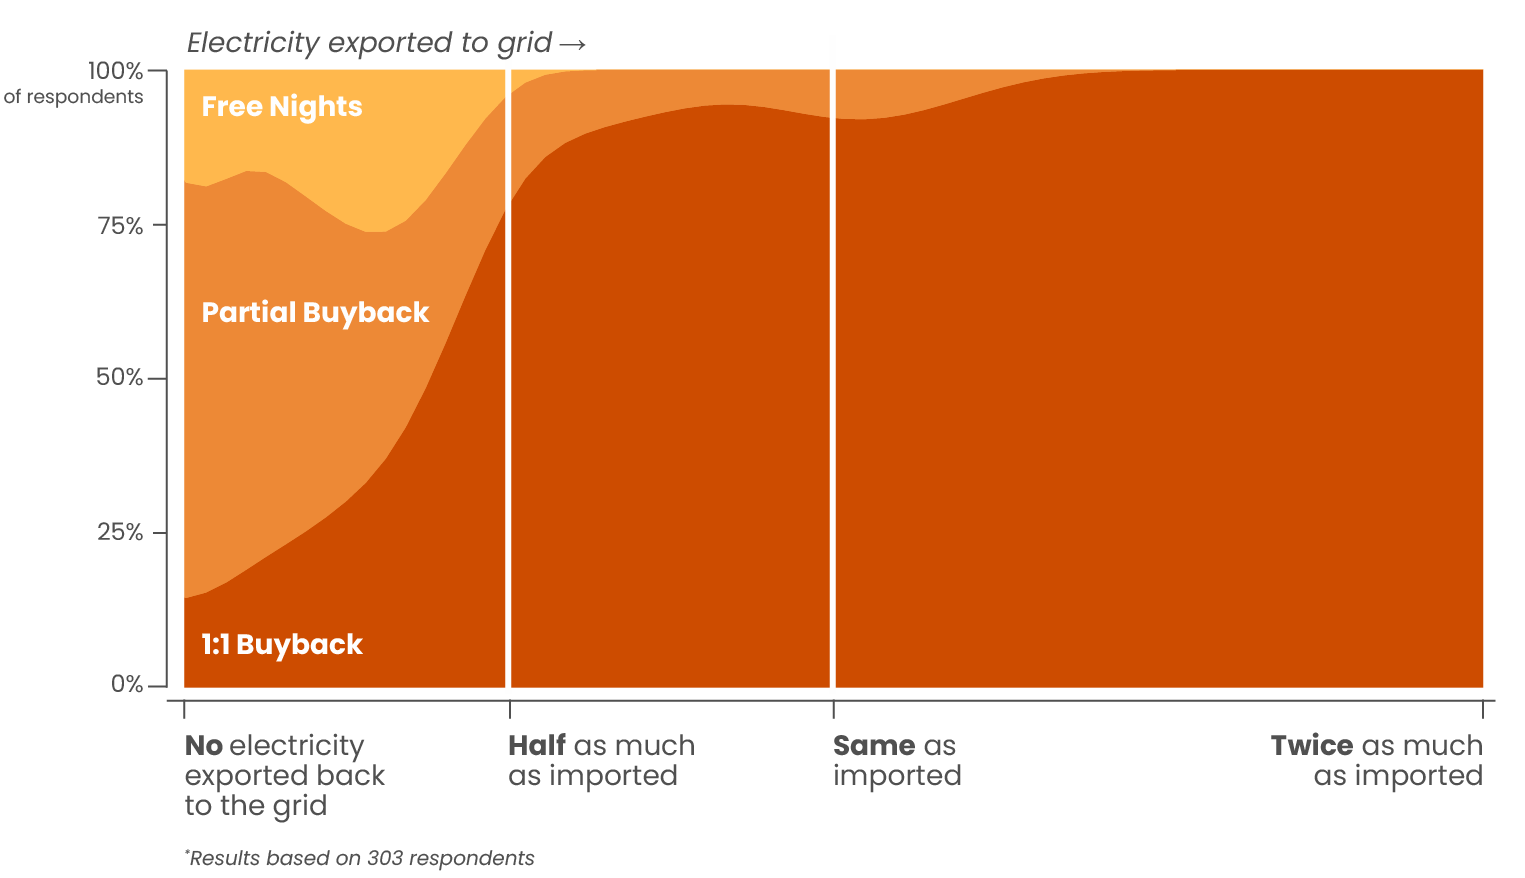 Electricity exported to grid →
100%
of respondents
75%
50%
25%
0%
Free Nights
Partial Buyback
1:1 Buyback
No electricity
exported back
to the grid
Half as much
as imported
Same as
imported
Twice as much
as imported
*Results based on 303 respondents